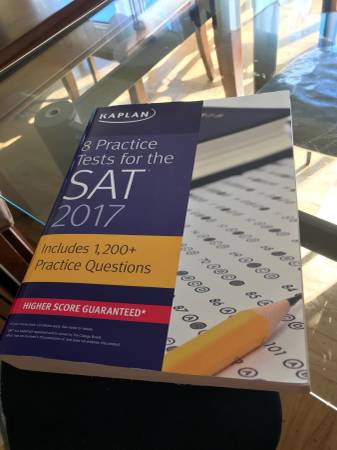 KAPLAN
8 Practice
Tests for the
SAT®
2017
Includes 1,200+
Practice Questions
HIGHER SCORE GUARANTEED*